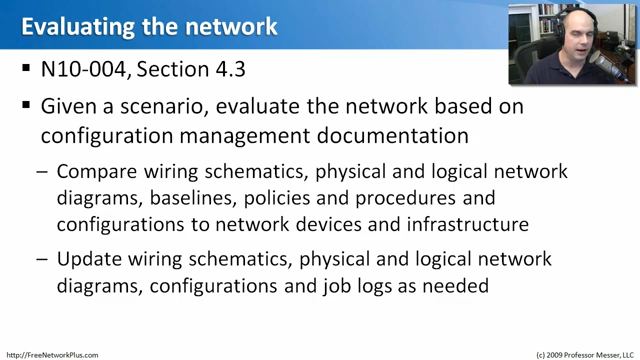 Evaluating the network
▪ N10-004, Section 4.3
▪ Given a scenario, evaluate the network based on
configuration management documentation
– Compare wiring schematics, physical and logical network
diagrams, baselines, policies and procedures and
configurations to network devices and infrastructure
– Update wiring schematics, physical and logical network
diagrams, configurations and job logs as needed
http://FreeNetworkPlus.com
(c) 2009 Professor Messer, LLC